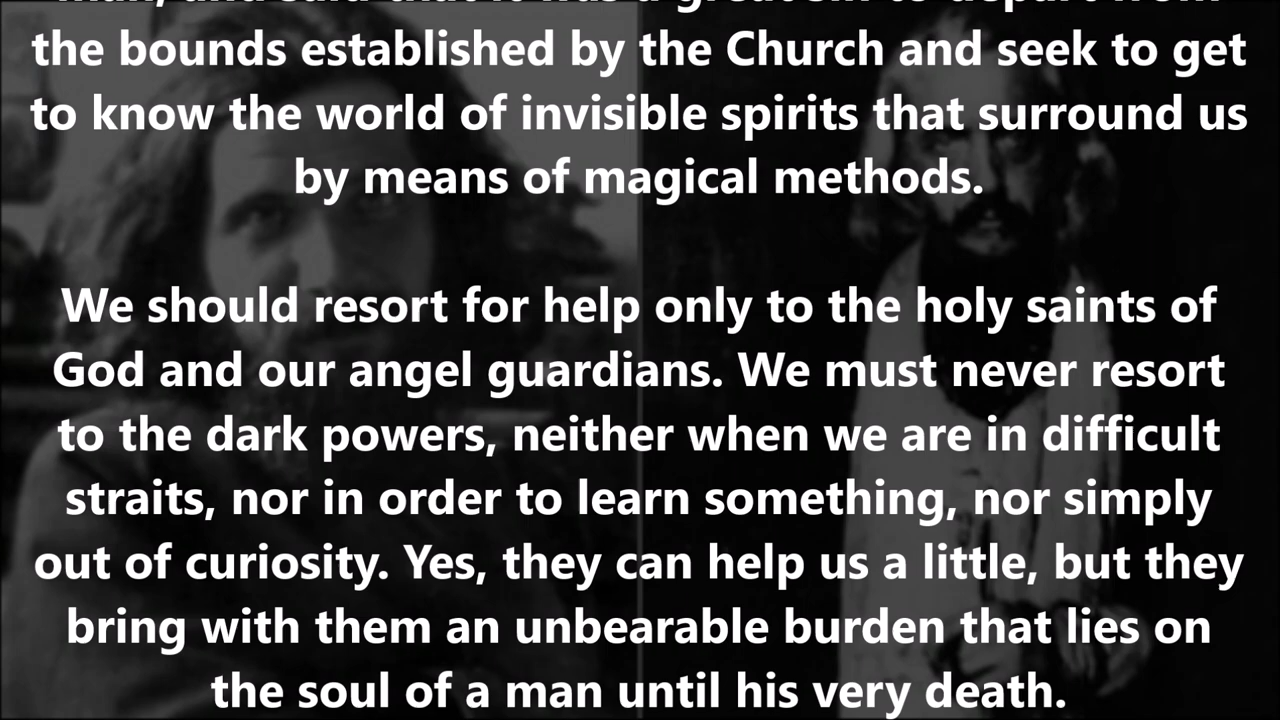 the bounds established by the Church and seek to get
to know the world of invisible spirits that surround us
by means of magical methods.
We should resort for help only to the holy saints of
God and our angel guardians. We must never resort
to the dark powers, neither when we are in difficult
straits, nor in order to learn something, nor simply
out of curiosity. Yes, they can help us a little, but they
bring with them an unbearable burden that lies on
the soul of a man until his very death.